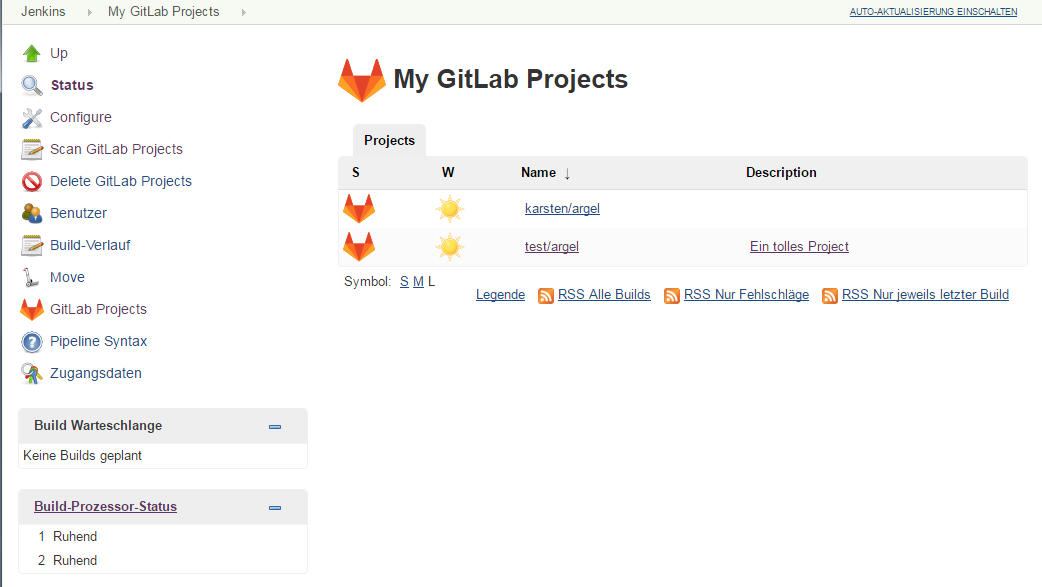 Jenkins My GitLab Projects AUTO-AKTUALISIERUNG EINSCHALTEN
Up
Status
Configure
Scan GitLab Projects
Delete GitLab Projects
Benutzer
Build-Verlauf
Move
GitLab Projects
Pipeline Syntax
Zugangsdaten
Build Warteschlange
Keine Builds geplant
Build-Prozessor-Status
1 Ruhend
2 Ruhend
My GitLab Projects
Projects
S W Name ↓ Description
karsten/argel
test/argel Ein tolles Project
Symbol: S M L
Legende RSS Alle Builds RSS Nur Fehlschläge RSS Nur jeweils letzter Build